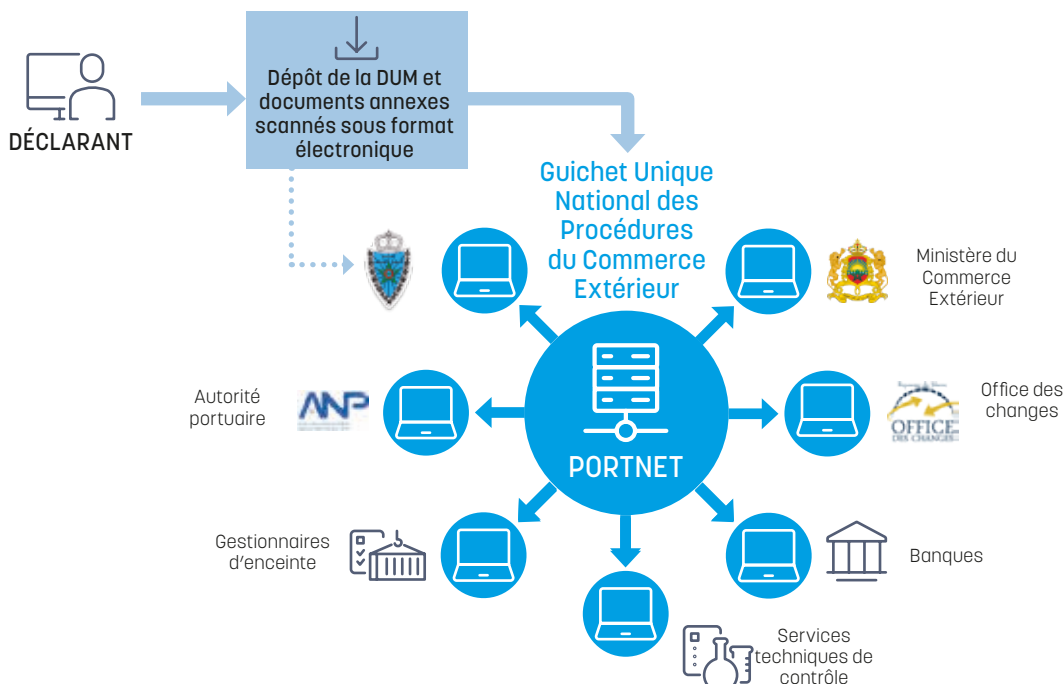 Dépôt de la DUM et
documents annexes
scannés sous format
électronique
DÉCLARANT
Guichet Unique
National des
Procédures
du Commerce
Extérieur
Ministère du
Commerce
Extérieur
Autorité
portuaire
ANP
Office des
changes
OFFICE
DES CHANGES
PORTNET
Gestionnaires
d'enceinte
Banques
Services
techniques de
contrôle